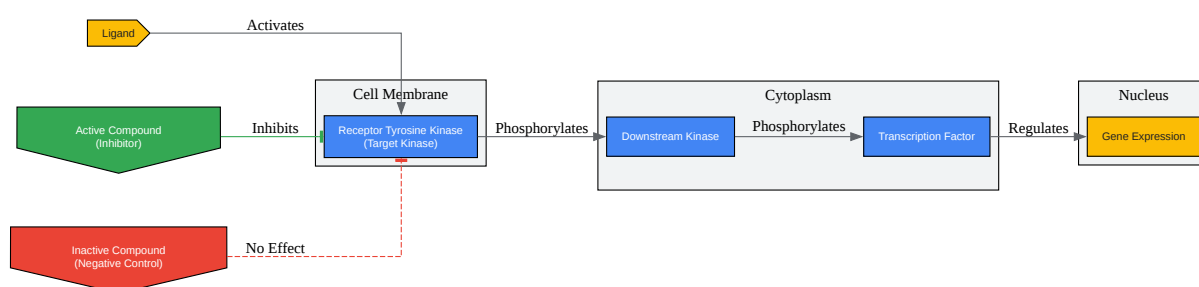 Ligand
Activates
Cell Membrane
Cytoplasm
Nucleus
Active Compound
(Inhibitor)
Inhibits
Receptor Tyrosine Kinase
(Target Kinase)
Phosphorylates
Downstream Kinase
Phosphorylates
Transcription Factor
Regulates
Gene Expression
Inactive Compound
(Negative Control)
No Effect